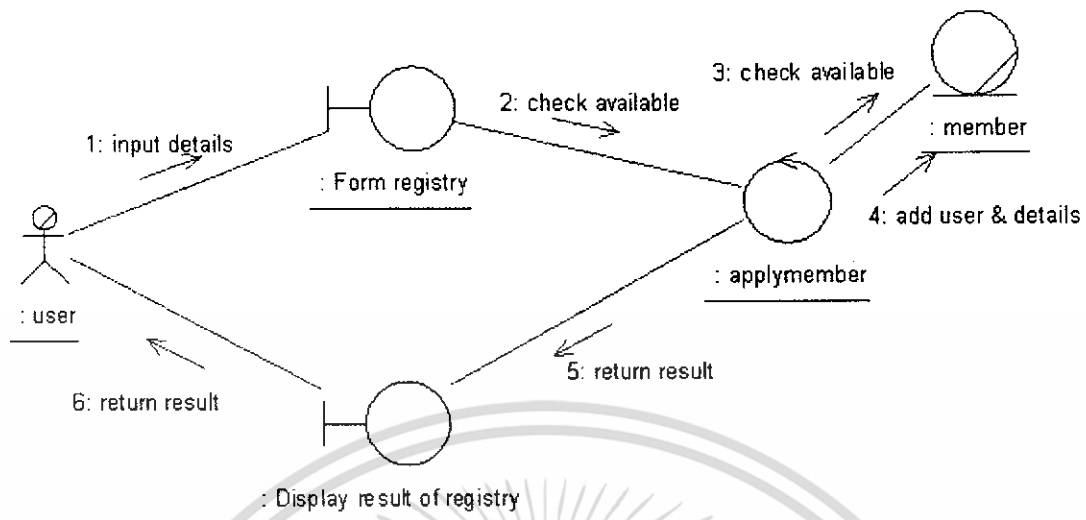 3: check available
: member
2: check available
1: input details
: Form registry
4: add user & details
: applymember
: user
5: return result
6: return result
: Display result of registry